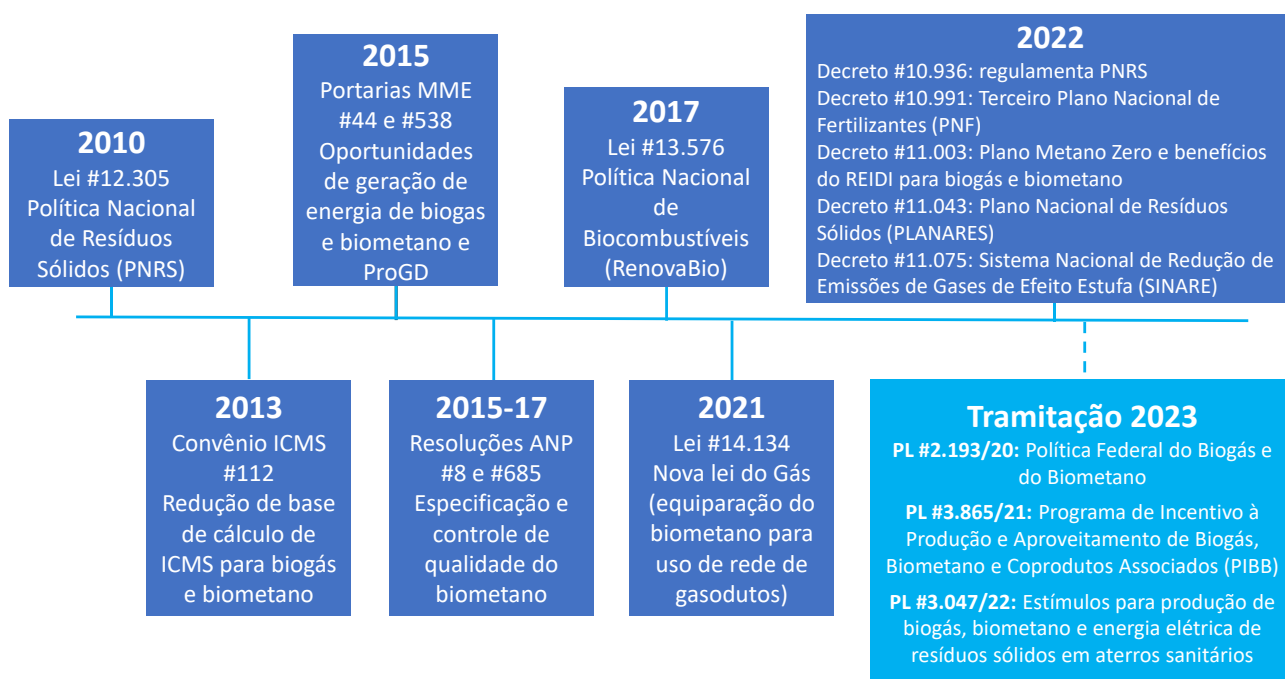 2010
Lei #12.305
Política Nacional
de Resíduos
Sólidos (PNRS)
2015
Portarias MME
#44 e #538
Oportunidades
de geração de
energia de biogas
e biometano e
ProGD
2017
Lei #13.576
Política Nacional
de
Biocombustíveis
(RenovaBio)
2022
Decreto #10.936: regulamenta PNRS
Decreto #10.991: Terceiro Plano Nacional de
Fertilizantes (PNF)
Decreto #11.003: Plano Metano Zero e benefícios
do REIDI para biogás e biometano
Decreto #11.043: Plano Nacional de Resíduos
Sólidos (PLANARES)
Decreto #11.075: Sistema Nacional de Redução de
Emissões de Gases de Efeito Estufa (SINARE)
2013
Convênio ICMS
#112
Redução de base
de cálculo de
ICMS para biogás
e biometano
2015-17
Resoluções ANP
#8 e #685
Especificação e
controle de
qualidade do
biometano
2021
Lei #14.134
Nova lei do Gás
(equiparação do
biometano para
uso de rede de
gasodutos)
Tramitação 2023
PL #2.193/20: Política Federal do Biogás e
do Biometano
PL #3.865/21: Programa de Incentivo à
Produção e Aproveitamento de Biogás,
Biometano e Coprodutos Associados (PIBB)
PL #3.047/22: Estímulos para produção de
biogás, biometano e energia elétrica de
resíduos sólidos em aterros sanitários